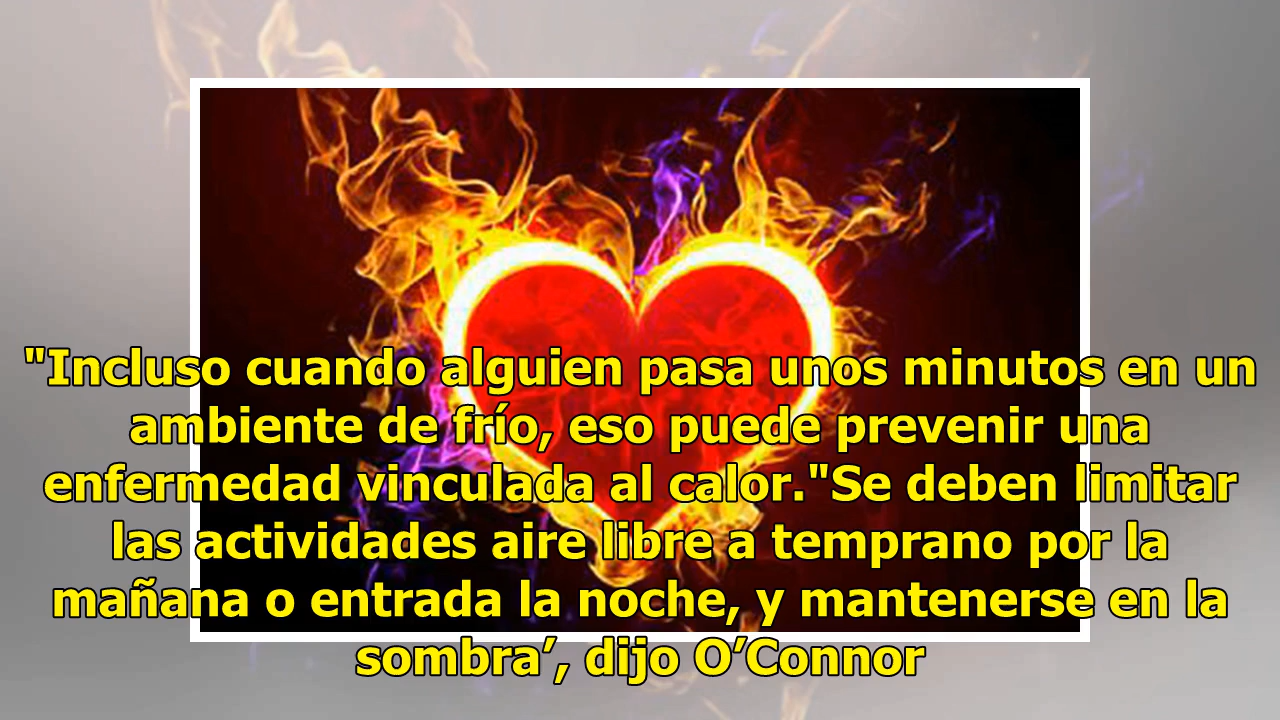 "Incluso cuando alguien pasa unos minutos en un
ambiente de frío, eso puede prevenir una
enfermedad vinculada al calor."Se deben limitar
las actividades aire libre a temprano por la
mañana o entrada la noche, y mantenerse en la
sombra’, dijo O’Connor